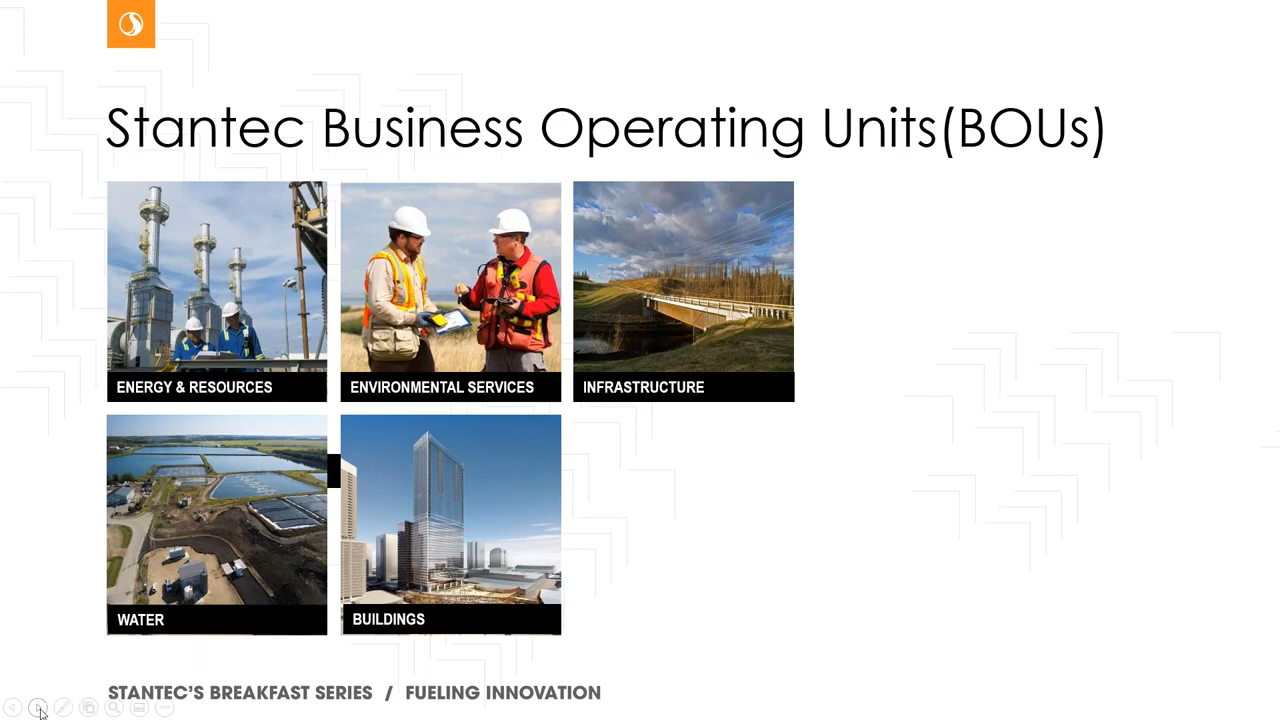 Stantec Business Operating Units(BOUs)
ENERGY & RESOURCES
ENVIRONMENTAL SERVICES
INFRASTRUCTURE
WATER
BUILDINGS
STANTEC'S BREAKFAST SERIES / FUELING INNOVATION